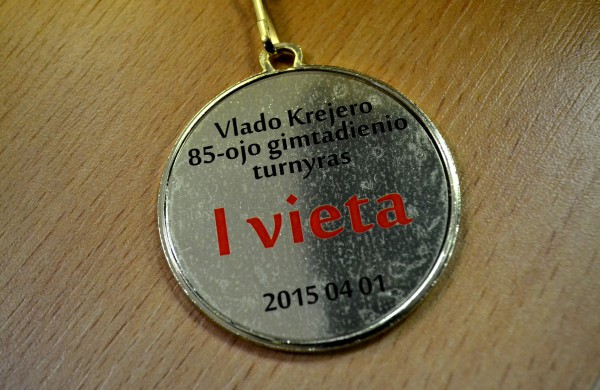 Vlado Krejero
85-ojo gimtadienio
turnyras
I vieta
2015 04 01